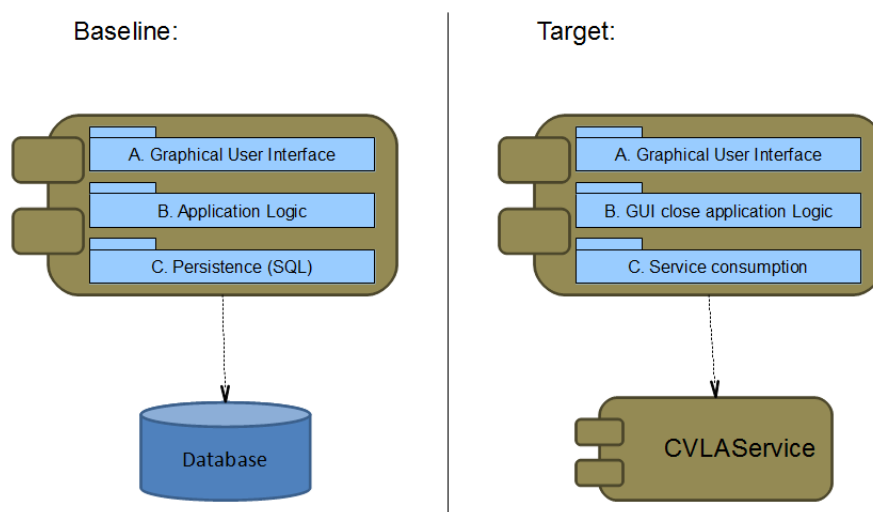 Baseline:
A. Graphical User Interface
B. Application Logic
C. Persistence (SQL)
Database
Target:
A. Graphical User Interface
B. GUI close application Logic
C. Service consumption
CVLAService